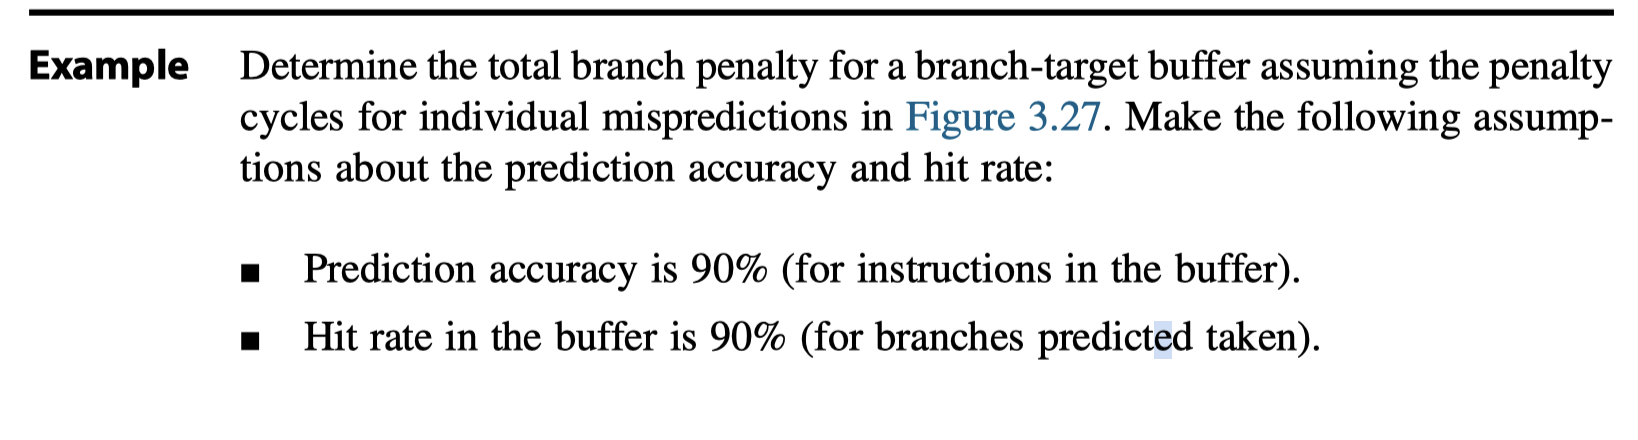 Example Determine the total branch penalty for a branch-target buffer assuming the penalty
cycles for individual mispredictions in Figure 3.27. Make the following assump-
tions about the prediction accuracy and hit rate:
■ Prediction accuracy is 90% (for instructions in the buffer).
■ Hit rate in the buffer is 90% (for branches predicted taken).